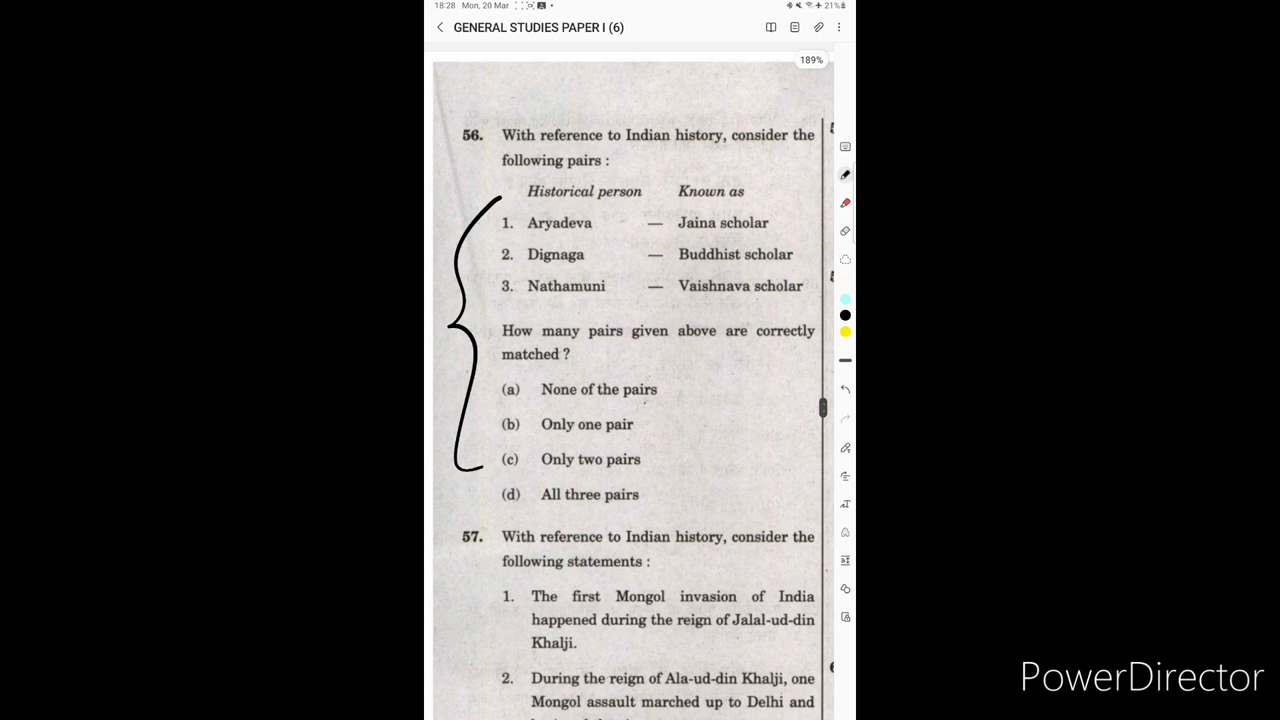 18:28 Mon, 20 Mar
21%
GENERAL STUDIES PAPER I (6)
189%
56. With reference to Indian history, consider the
following pairs :
Historical person Known as
1. Aryadeva — Jaina scholar
2. Dignaga — Buddhist scholar
3. Nathamuni — Vaishnava scholar
How many pairs given above are correctly
matched ?
(a) None of the pairs
(b) Only one pair
(c) Only two pairs
(d) All three pairs
57. With reference to Indian history, consider the
following statements :
1. The first Mongol invasion of India
happened during the reign of Jalal-ud-din
Khalji.
2. During the reign of Ala-ud-din Khalji, one
Mongol assault marched up to Delhi and
PowerDirector